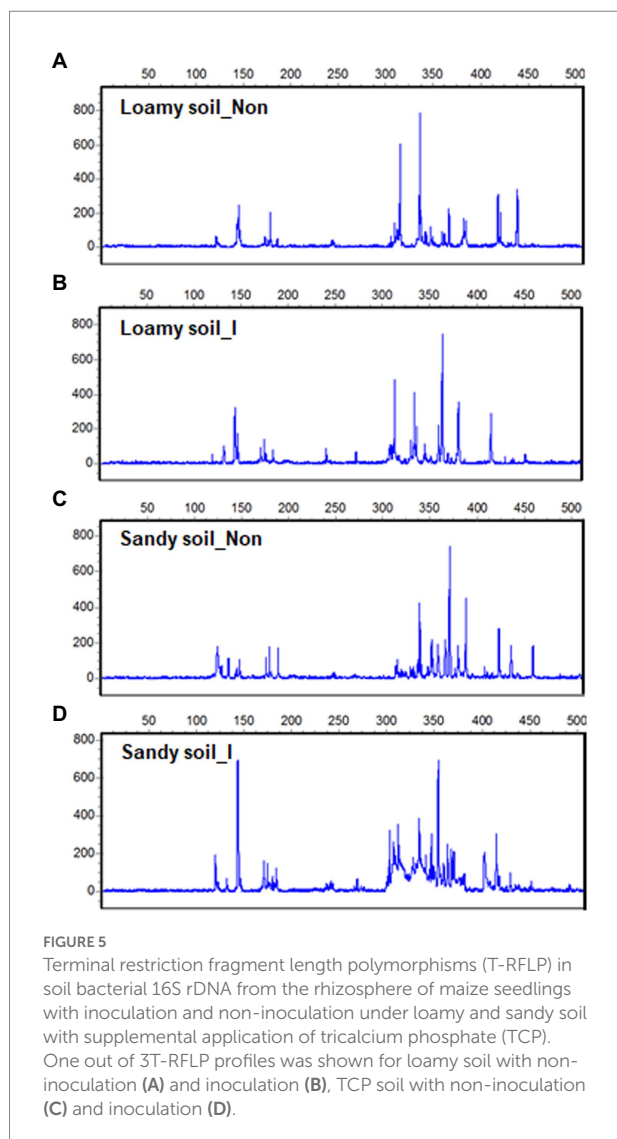 A
50 100 150 200 250 300 350 400 450 500
Loamy soil_Non
800
600
400
200
0
B
50 100 150 200 250 300 350 400 450 500
Loamy soil_I
800
600
400
200
0
C
50 100 150 200 250 300 350 400 450 500
Sandy soil_Non
800
600
400
200
0
D
50 100 150 200 250 300 350 400 450 500
Sandy soil_I
800
600
400
200
0
FIGURE 5
Terminal restriction fragment length polymorphisms (T-RFLP) in
soil bacterial 16S rDNA from the rhizosphere of maize seedlings
with inoculation and non-inoculation under loamy and sandy soil
with supplemental application of tricalcium phosphate (TCP).
One out of 3T-RFLP profiles was shown for loamy soil with non-
inoculation (A) and inoculation (B), TCP soil with non-inoculation
(C) and inoculation (D).